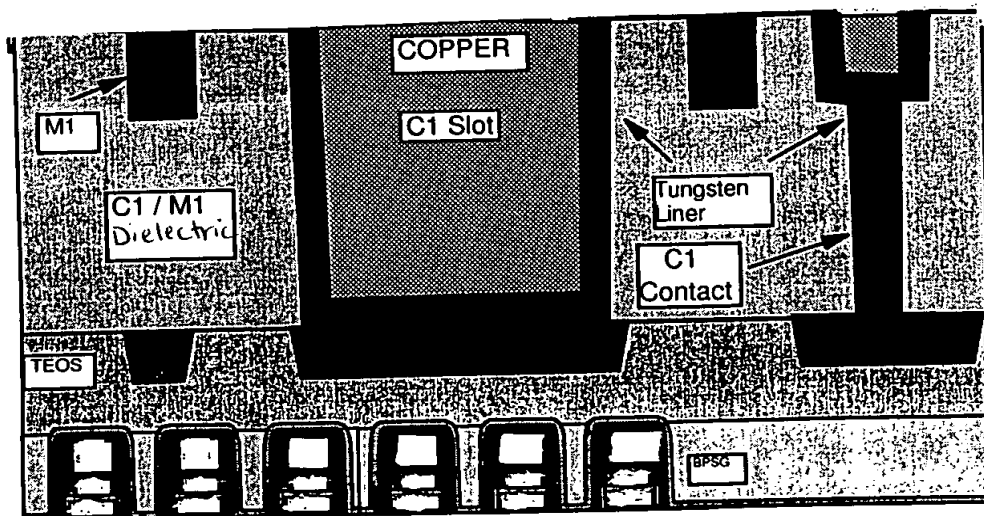 COPPER
C1 Slot
M1
C1 / M1
Dielectric
Tungsten
Liner
C1
Contact
TEOS
BPSG